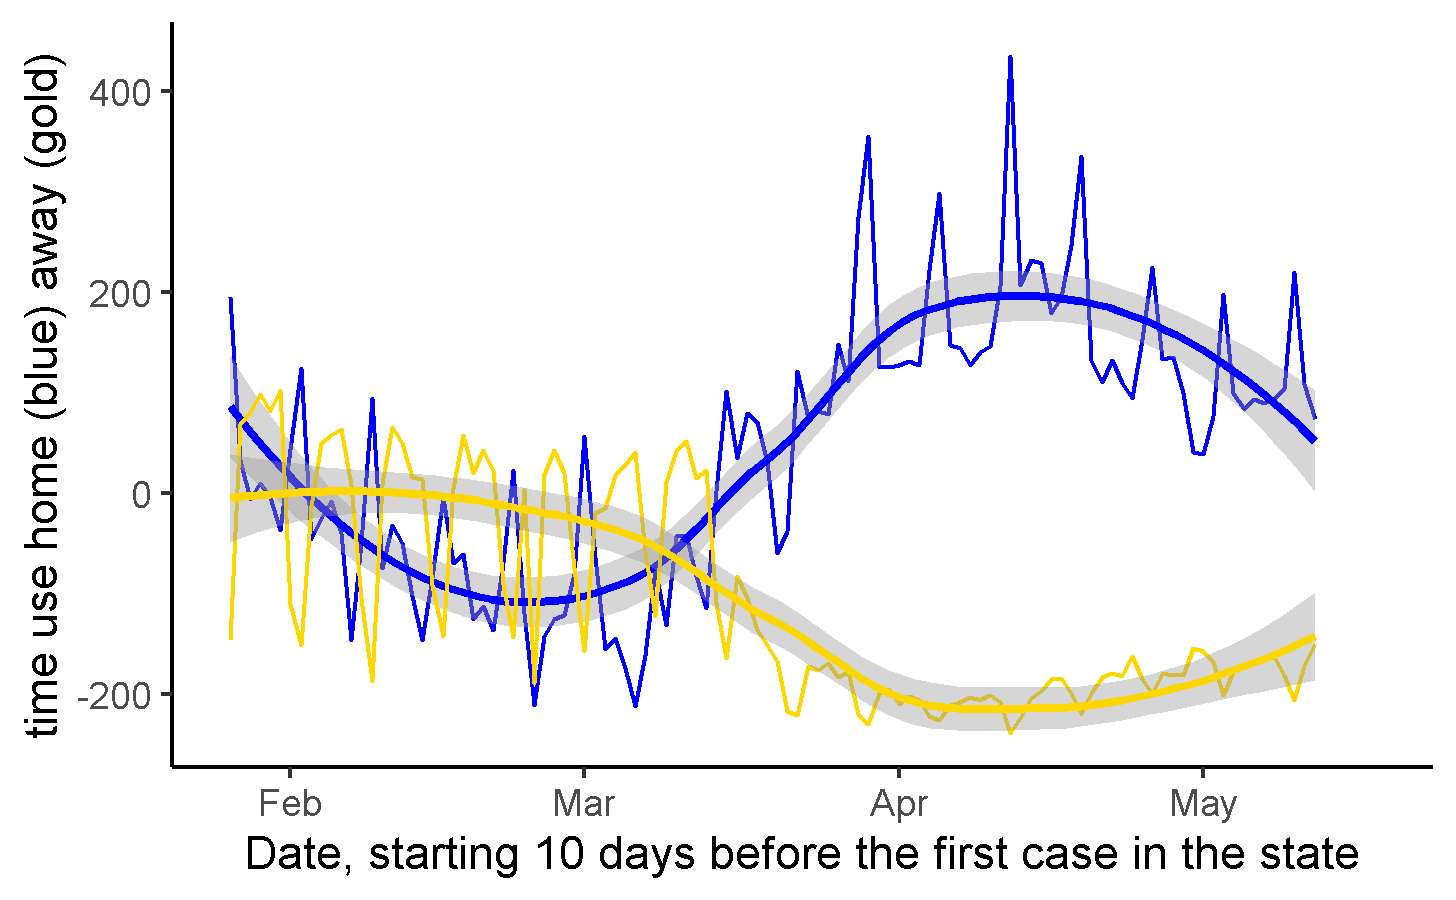 time use home (blue) away (gold)
400
200
0
-200
Feb
Mar
Apr
May
Date, starting 10 days before the first case in the state